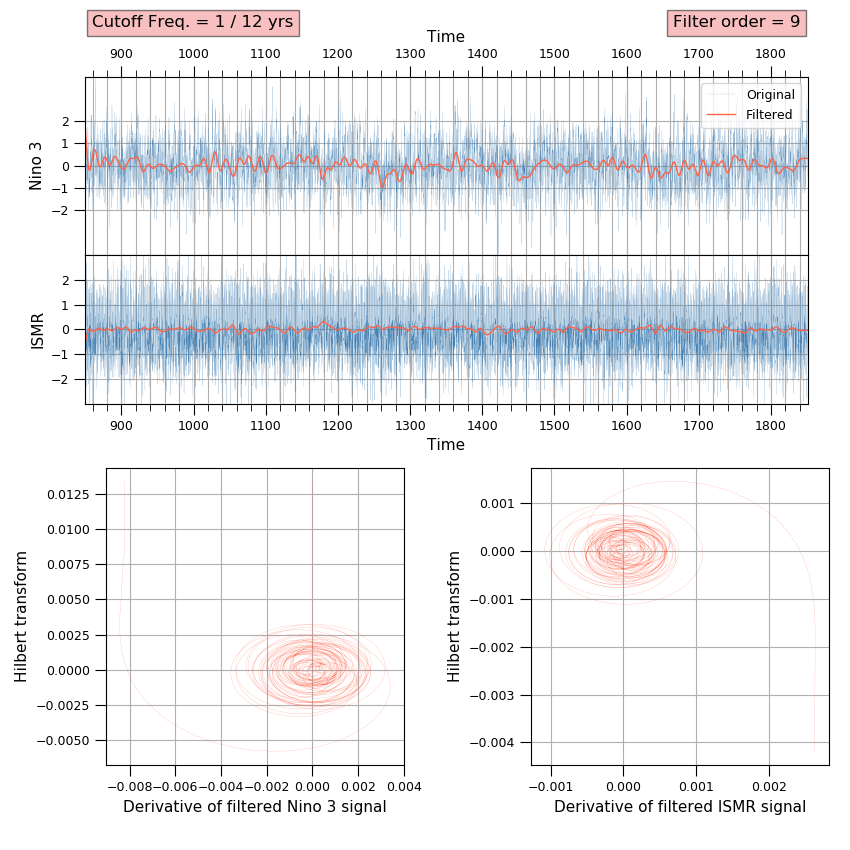 Cutoff Freq. = 1 / 12 yrs
Filter order = 9
Time
900 1000 1100 1200 1300 1400 1500 1600 1700 1800
Original
Filtered
Nino 3
2
1
0
−1
−2
ISMR
2
1
0
−1
−2
900 1000 1100 1200 1300 1400 1500 1600 1700 1800
Time
Hilbert transform
0.0125
0.0100
0.0075
0.0050
0.0025
0.0000
−0.0025
−0.0050
−0.008 −0.006 −0.004 −0.002 0.000 0.002 0.004
Derivative of filtered Nino 3 signal
Hilbert transform
0.001
0.000
−0.001
−0.002
−0.003
−0.004
−0.001 0.000 0.001 0.002
Derivative of filtered ISMR signal